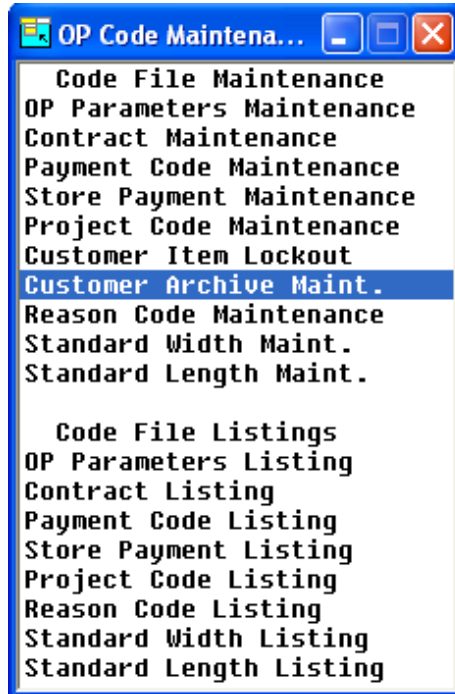 OP Code Maintena...
Code File Maintenance
OP Parameters Maintenance
Contract Maintenance
Payment Code Maintenance
Store Payment Maintenance
Project Code Maintenance
Customer Item Lockout
Customer Archive Maint.
Reason Code Maintenance
Standard Width Maint.
Standard Length Maint.
Code File Listings
OP Parameters Listing
Contract Listing
Payment Code Listing
Store Payment Listing
Project Code Listing
Reason Code Listing
Standard Width Listing
Standard Length Listing